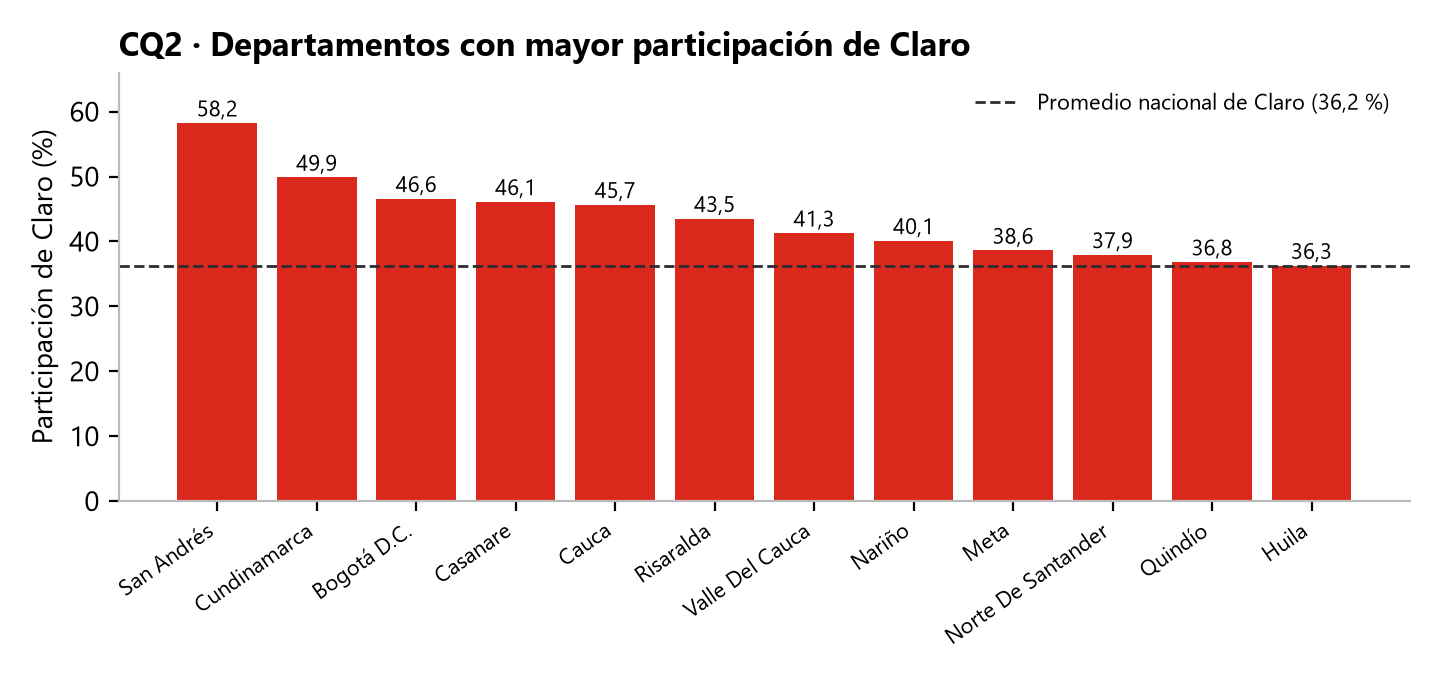 CQ2 · Departamentos con mayor participación de Claro
Promedio nacional de Claro (36,2 %)
Participación de Claro (%)
60
50
40
30
20
10
0
58,2
49,9
46,6
46,1
45,7
43,5
41,3
40,1
38,6
37,9
36,8
36,3
San Andrés
Cundinamarca
Bogotá D.C.
Casanare
Cauca
Risaralda
Valle Del Cauca
Nariño
Meta
Norte De Santander
Quindío
Huila